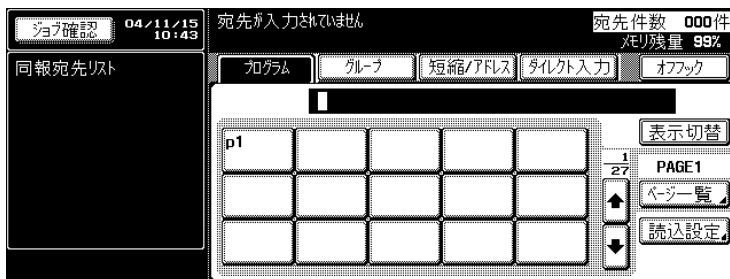 ジョブ確認 04/11/15 10:43
宛先が入力されていません
宛先件数 000件
メモリ残量 99%
同報宛先リスト
プログラム グループ 短縮/アドレス ダイレクト入力 オフフック
表示切替
p1
1/27 PAGE1
ページ一覧
読込設定